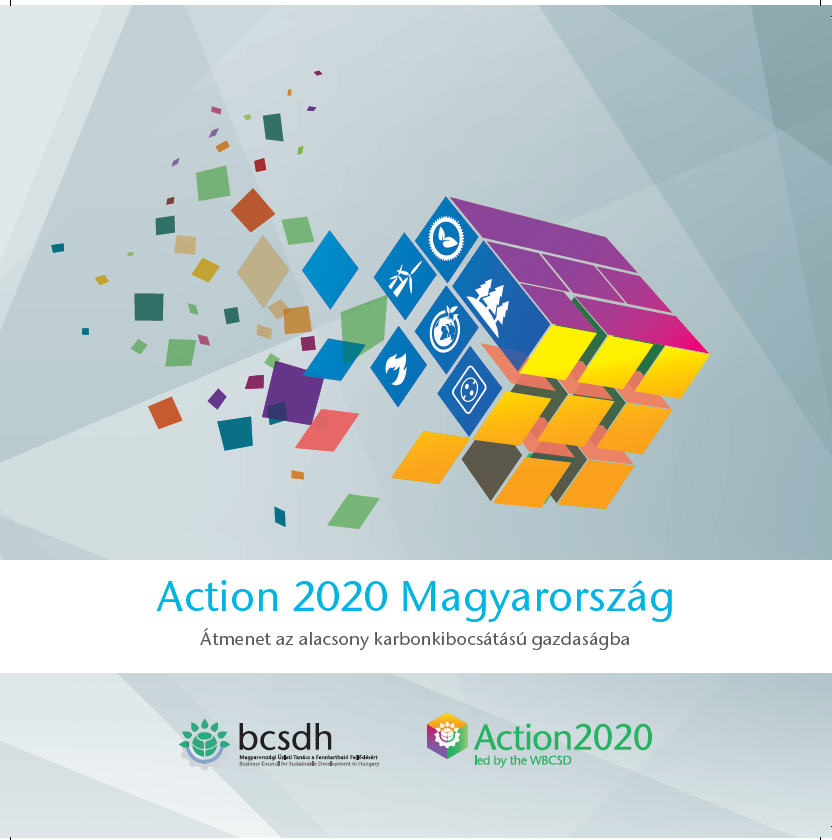 Action 2020 Magyarország
Átmenet az alacsony karbonkibocsátású gazdaságba
bcsdh
Magyarországi Üzleti Tanács a Fenntartható Fejlődésért
Business Council for Sustainable Development in Hungary
Action2020
led by the WBCSD